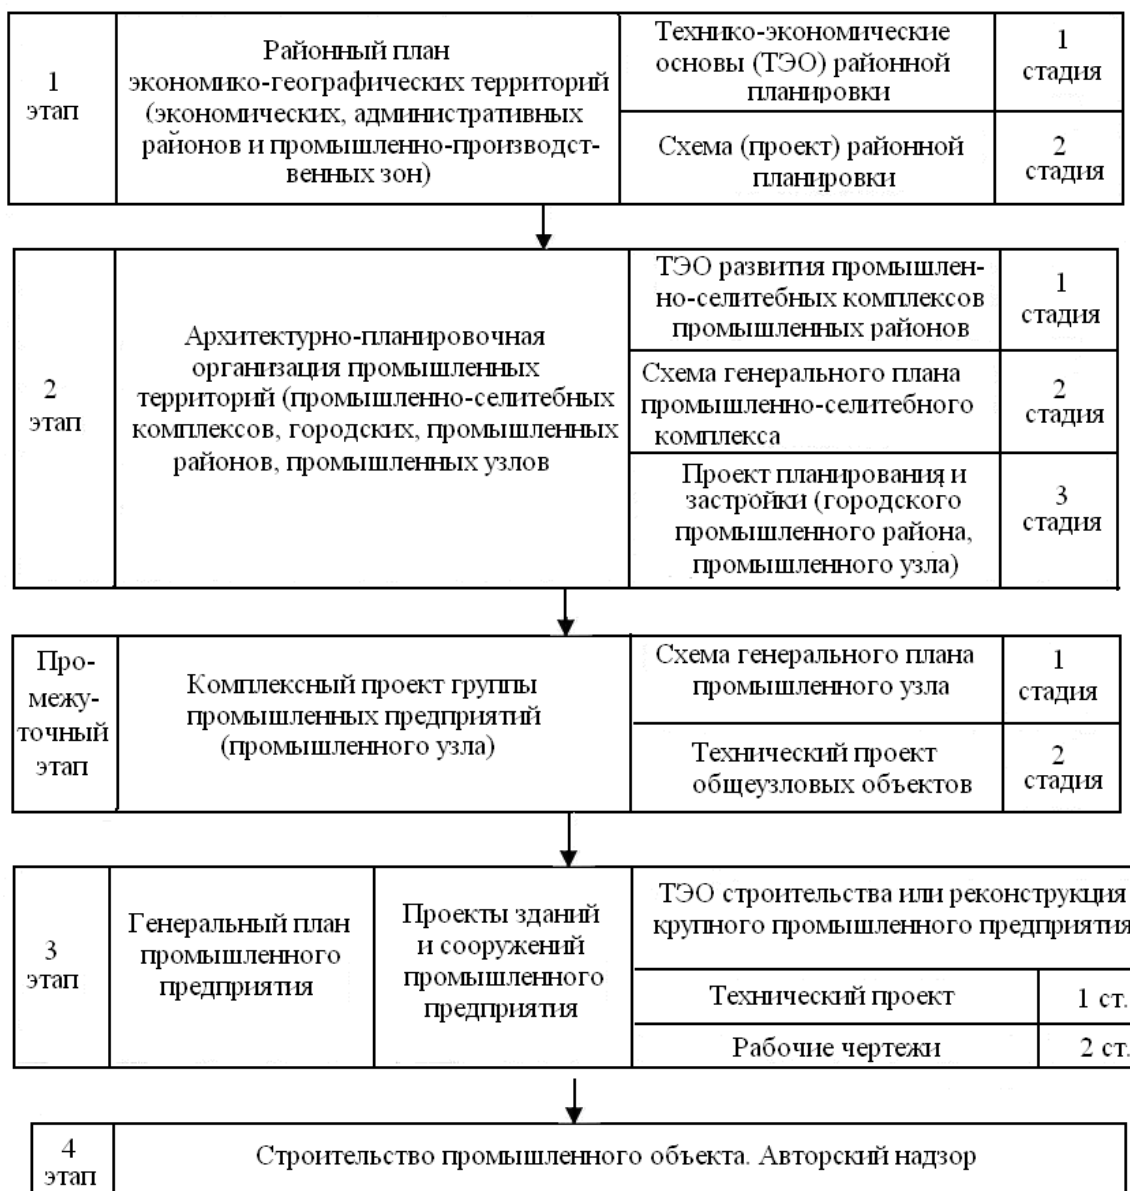 1
этап
Районный план
экономико-географических территорий
(экономических, административных
районов и промышленно-производст-
венных зон)
Технико-экономические
основы (ТЭО) районной
планировки
1
стадия
Схема (проект) районной
планировки
2
стадия
2
этап
Архитектурно-планировочная
организация промышленных
территорий (промышленно-селитебных
комплексов, городских, промышленных
районов, промышленных узлов
ТЭО развития промышлен-
но-селитебных комплексов
промышленных районов
1
стадия
Схема генерального плана
промышленно-селитебного
комплекса
2
стадия
Проект планирования и
застройки (городского
промышленного района,
промышленного узла)
3
стадия
Про-
межу-
точный
этап
Комплексный проект группы
промышленных предприятий
(промышленного узла)
Схема генерального плана
промышленного узла
1
стадия
Технический проект
общеузловых объектов
2
стадия
3
этап
Генеральный план
промышленного
предприятия
Проекты зданий
и сооружений
промышленного
предприятия
ТЭО строительства или реконструкция
крупного промышленного предприятия
Технический проект
1 ст.
Рабочие чертежи
2 ст.
4
этап
Строительство промышленного объекта. Авторский надзор